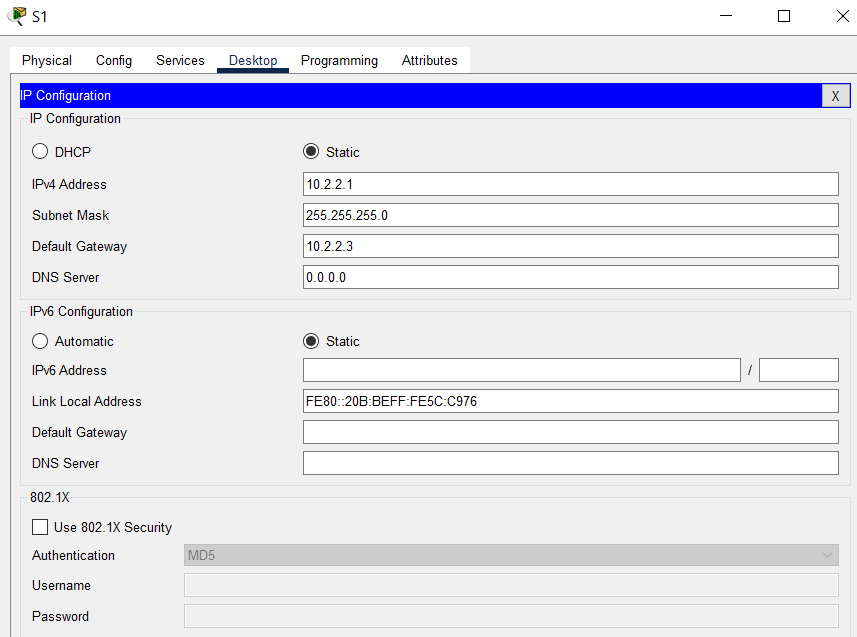 S1
Physical Config Services Desktop Programming Attributes
IP Configuration X
IP Configuration
DHCP Static
IPv4 Address 10.2.2.1
Subnet Mask 255.255.255.0
Default Gateway 10.2.2.3
DNS Server 0.0.0.0
IPv6 Configuration
Automatic Static
IPv6 Address /
Link Local Address FE80::20B:BEFF:FE5C:C976
Default Gateway
DNS Server
802.1X
Use 802.1X Security
Authentication MD5
Username
Password